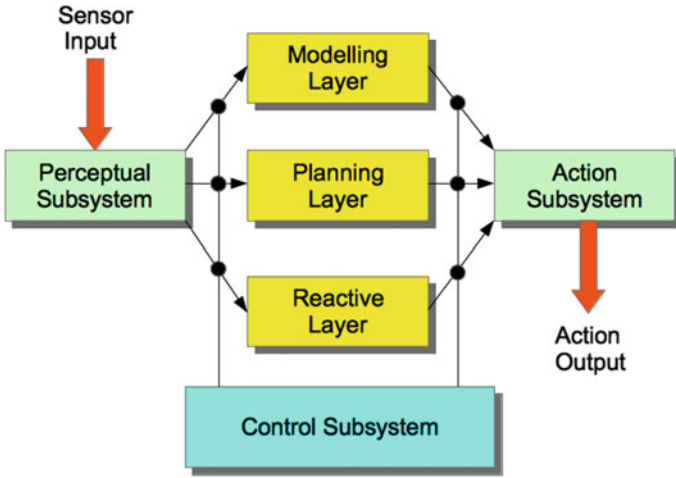 Sensor
Input
Modelling
Layer
Perceptual
Subsystem
Planning
Layer
Action
Subsystem
Reactive
Layer
Action
Output
Control Subsystem